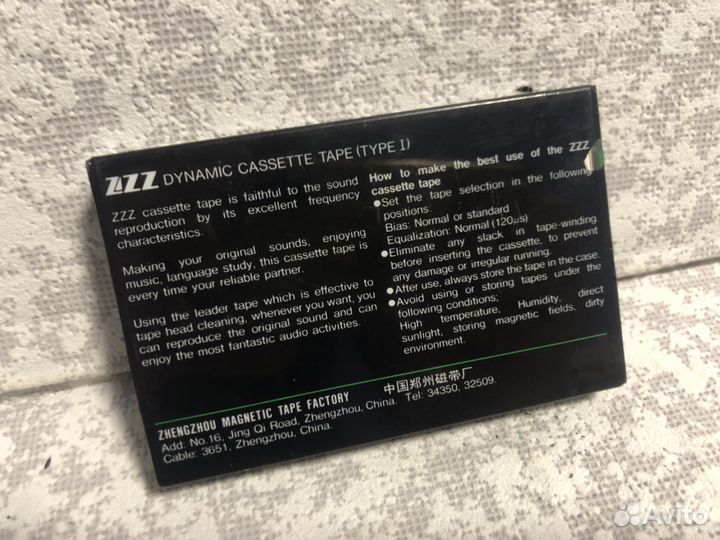 ZZZ DYNAMIC CASSETTE TAPE (TYPE I)
ZZZ cassette tape is faithful to the sound
reproduction by its excellent frequency
characteristics.
Making your original sounds, enjoying
music, language study, this cassette tape is
every time your reliable partner.
Using the leader tape which is effective to
tape head cleaning, whenever you want, you
can reproduce the original sound and can
enjoy the most fantastic audio activities.
How to make the best use of the ZZZ
cassette tape
●Set the tape selection in the following
positions:
Bias: Normal or standard
Equalization: Normal (120μs)
●Eliminate any slack in tape-winding
before inserting the cassette, to prevent
any damage or irregular running.
●After use, always store the tape in the case.
●Avoid using or storing tapes under the
following conditions;
High temperature, Humidity, direct
sunlight, storing magnetic fields, dirty
environment.
ZHENGZHOU MAGNETIC TAPE FACTORY 中国郑州磁带厂
Add: No.16, Jing Qi Road, Zhengzhou, China. Tel: 34350, 32509.
Cable: 3651, Zhengzhou, China.
Avito